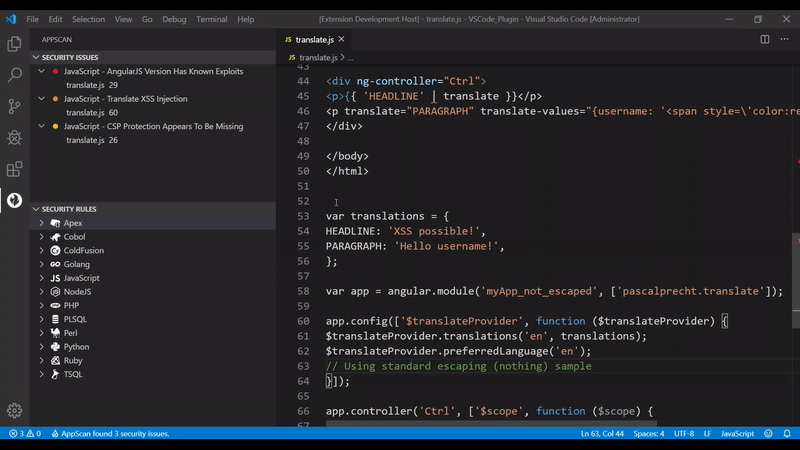 File Edit Selection View Go Debug Terminal Help [Extension Development Host] - translate.js - VSCode_Plugin - Visual Studio Code [Administrator]
APPSCAN
SECURITY ISSUES
JavaScript - AngularJS Version Has Known Exploits
translate.js 29
JavaScript - Translate XSS Injection
translate.js 60
JavaScript - CSP Protection Appears To Be Missing
translate.js 26
SECURITY RULES
Apex
Cobol
ColdFusion
GO Golang
JS JavaScript
NodeJS
php PHP
PLSQL
Perl
Python
Ruby
TSQL
JS translate.js
JS translate.js > ...
43
44 <div ng-controller="Ctrl">
45 <p>{{ 'HEADLINE' | translate }}</p>
46 <p translate="PARAGRAPH" translate-values="{username: '<span style=\'color:re
47 </div>
48
49 </body>
50 </html>
51
52
53 var translations = {
54 HEADLINE: 'XSS possible!',
55 PARAGRAPH: 'Hello username!',
56 };
57
58 var app = angular.module('myApp_not_escaped', ['pascalprecht.translate']);
59
60 app.config(['$translateProvider', function ($translateProvider) {
61 $translateProvider.translations('en', translations);
62 $translateProvider.preferredLanguage('en');
63 // Using standard escaping (nothing) sample
64 }]);
65
66 app.controller('Ctrl', ['$scope', function ($scope) {
67
3 0 AppScan found 3 security issues. Ln 63, Col 44 Spaces: 4 UTF-8 LF JavaScript